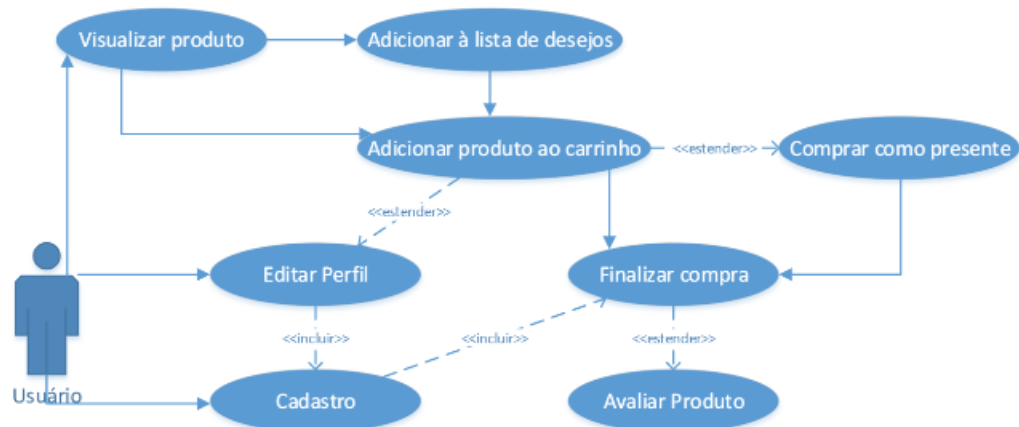 Visualizar produto
Adicionar à lista de desejos
Adicionar produto ao carrinho
<<estender>>
Comprar como presente
<<estender>>
Editar Perfil
Finalizar compra
<<incluir>>
<<incluir>>
<<estender>>
Usuário
Cadastro
Avaliar Produto